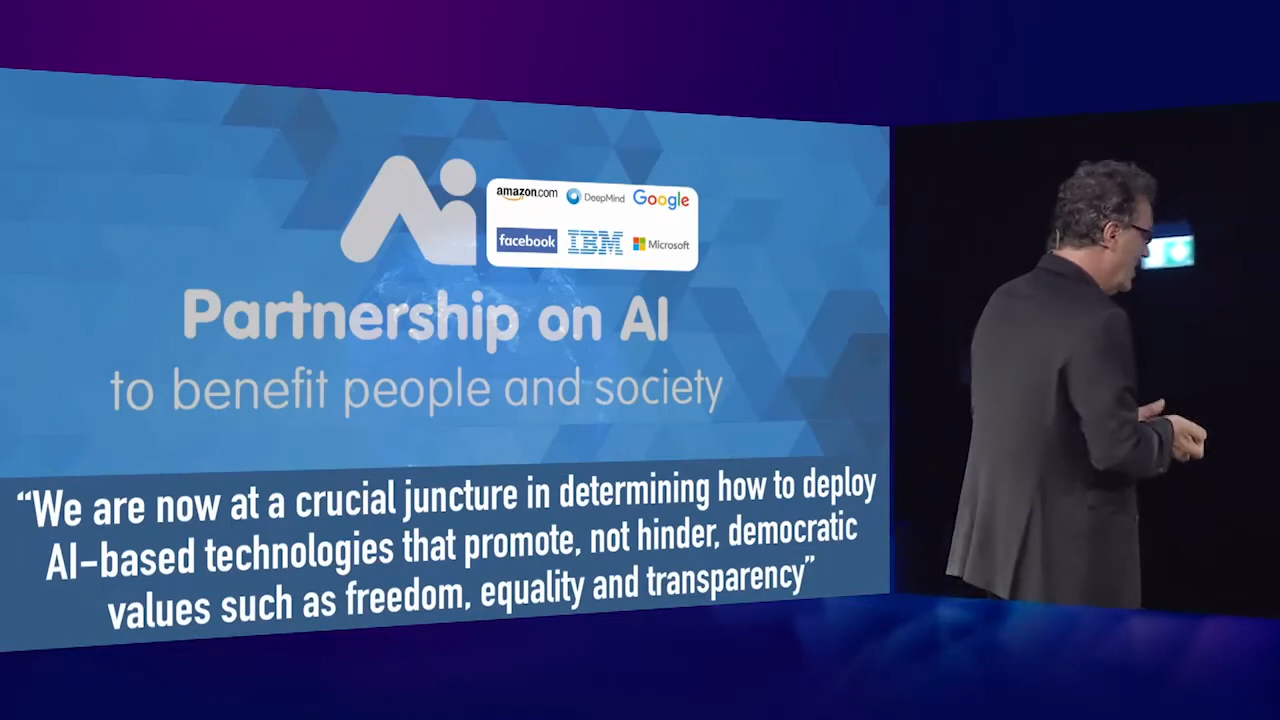 Ai
amazon.com DeepMind Google
facebook IBM Microsoft
Partnership on AI
to benefit people and society
“We are now at a crucial juncture in determining how to deploy
AI-based technologies that promote, not hinder, democratic
values such as freedom, equality and transparency”